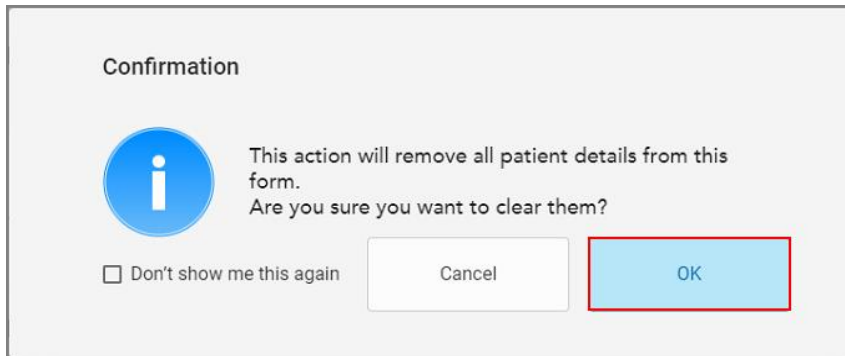 Confirmation
This action will remove all patient details from this
form.
Are you sure you want to clear them?
Don't show me this again
Cancel
OK